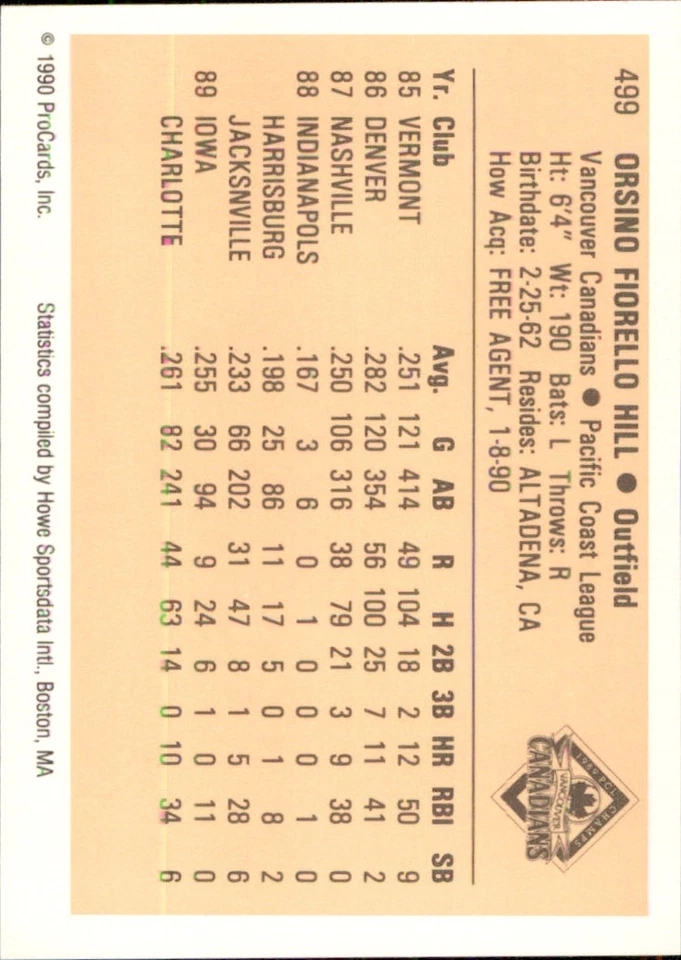 499 ORSINO FIORELLO HILL ● Outfield
Vancouver Canadians ● Pacific Coast League
Ht: 6'4" Wt: 190 Bats: L Throws: R
Birthdate: 2-25-62 Resides: ALTADENA, CA
How Acq: FREE AGENT, 1-8-90
1989 PCL CHAMPS
VANCOUVER
CANADIANS
Yr. Club Avg. G AB R H 2B 3B HR RBI SB
85 VERMONT .251 121 414 49 104 18 2 12 50 9
86 DENVER .282 120 354 56 100 25 7 11 41 2
87 NASHVILLE .250 106 316 38 79 21 3 9 38 0
88 INDIANAPOLS .167 3 6 0 1 0 0 0 1 0
HARRISBURG .198 25 86 11 17 5 0 1 8 2
JACKSNVILLE .233 66 202 31 47 8 1 5 28 6
89 IOWA .255 30 94 9 24 6 1 0 11 0
CHARLOTTE .261 82 241 44 63 14 0 10 34 6
© 1990 ProCards, Inc. Statistics compiled by Howe Sportsdata Intl., Boston, MA